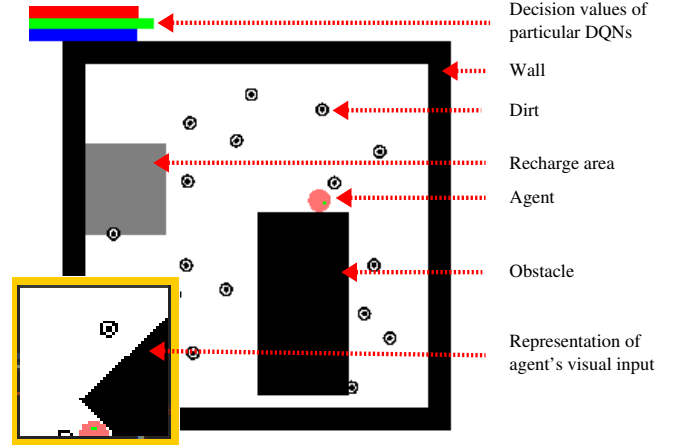 Decision values of
particular DQNs
Wall
Dirt
Recharge area
Agent
Obstacle
Representation of
agent's visual input